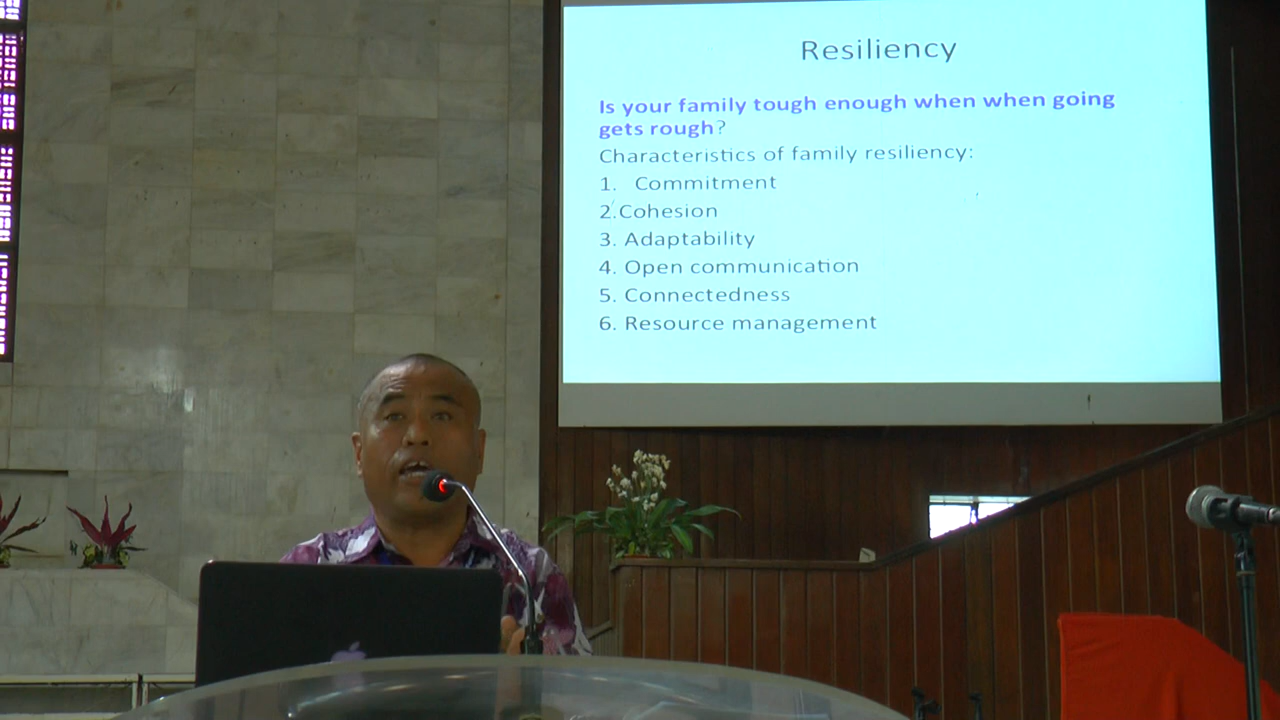 Resiliency
Is your family tough enough when when going
gets rough?
Characteristics of family resiliency:
1. Commitment
2.Cohesion
3. Adaptability
4. Open communication
5. Connectedness
6. Resource management